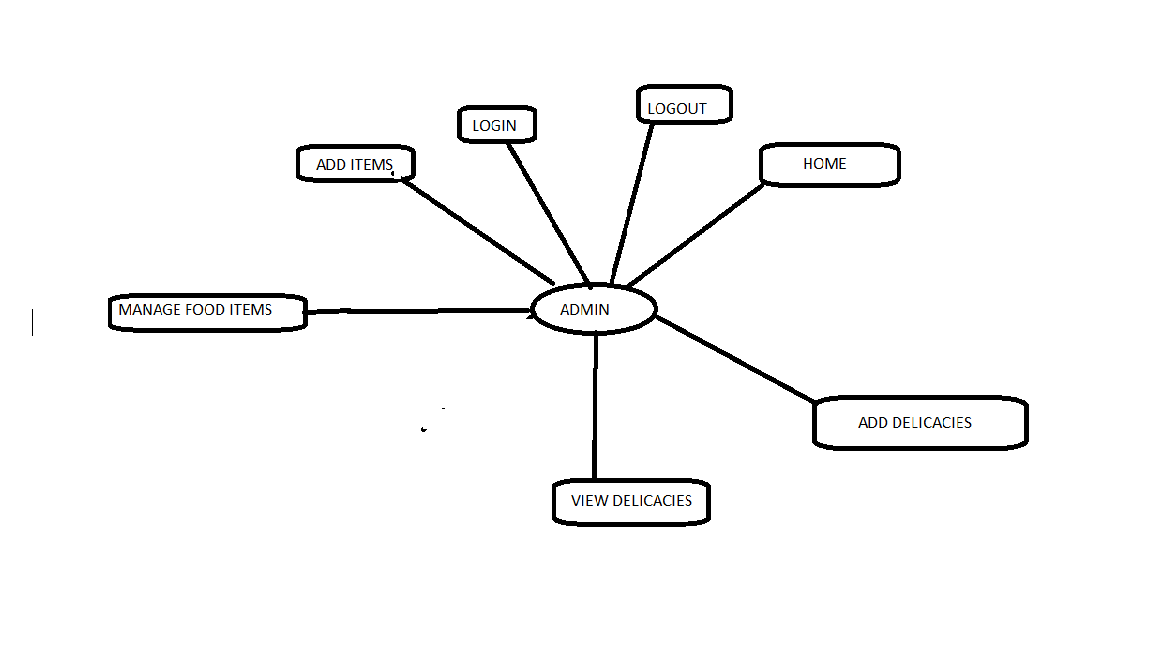 LOGOUT
LOGIN
ADD ITEMS
HOME
MANAGE FOOD ITEMS
ADMIN
ADD DELICACIES
VIEW DELICACIES